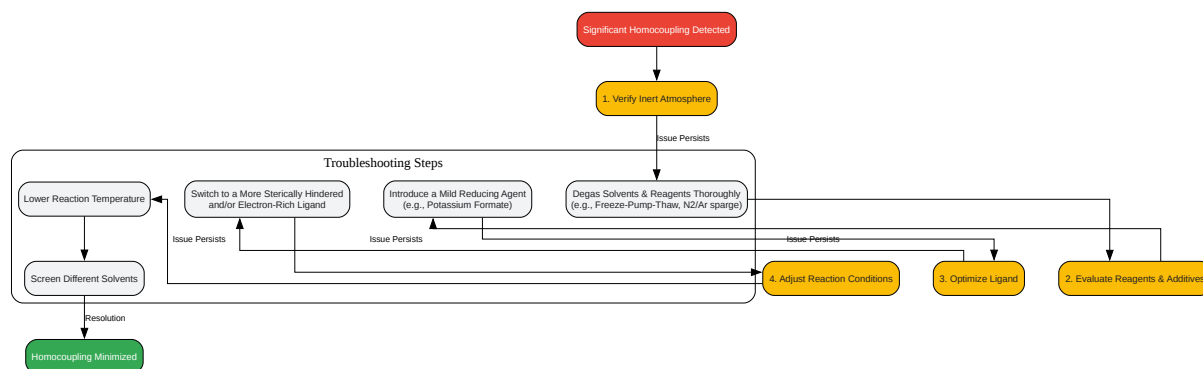 Significant Homocoupling Detected
1. Verify Inert Atmosphere
Issue Persists
Troubleshooting Steps
Lower Reaction Temperature
Switch to a More Sterically Hindered
and/or Electron-Rich Ligand
Introduce a Mild Reducing Agent
(e.g., Potassium Formate)
Degas Solvents & Reagents Thoroughly
(e.g., Freeze-Pump-Thaw, N2/Ar sparge)
Issue Persists
Issue Persists
Issue Persists
Screen Different Solvents
4. Adjust Reaction Conditions
3. Optimize Ligand
2. Evaluate Reagents & Additives
Resolution
Homocoupling Minimized